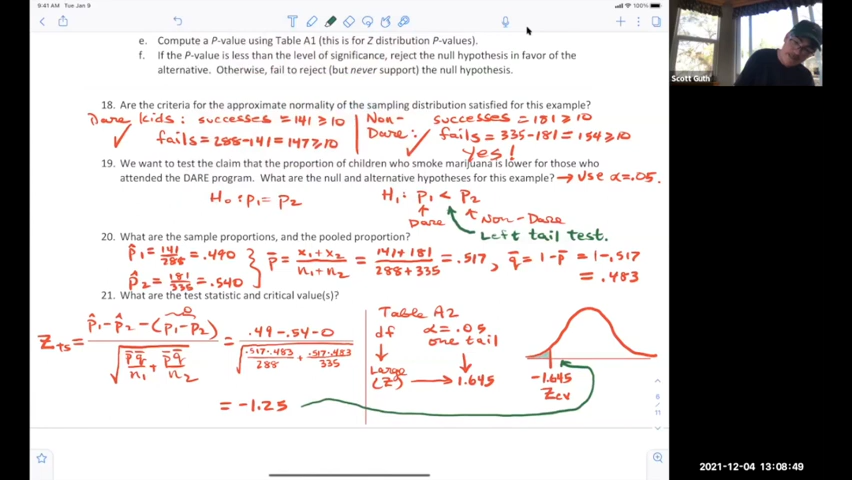 9:41 AM Tue Jan 9
100%
e. Compute a P-value using Table A1 (this is for Z distribution P-values).
f. If the P-value is less than the level of significance, reject the null hypothesis in favor of the
alternative. Otherwise, fail to reject (but never support) the null hypothesis.
Scott Guth
18. Are the criteria for the approximate normality of the sampling distribution satisfied for this example?
Dare Kids: successes = 141 ≥ 10 | Non- successes = 181 ≥ 10
✓ fails = 288-141 = 147 ≥ 10 | Dare: ✓ fails = 335-181 = 154 ≥ 10
Yes!
19. We want to test the claim that the proportion of children who smoke marijuana is lower for those who
attended the DARE program. What are the null and alternative hypotheses for this example? → Use α=.05.
H₀: p₁ = p₂ H₁: p₁ < p₂
↑ Dare ↑ Non-Dare
Left tail test.
20. What are the sample proportions, and the pooled proportion?
p̂₁ = 141/288 = .490 } p̄ = (x₁+x₂)/(n₁+n₂) = (141+181)/(288+335) = .517, q̄ = 1-p̄ = 1-.517
p̂₂ = 181/335 = .540 = .483
21. What are the test statistic and critical value(s)?
Z_TS = (p̂₁-p̂₂-(p₁-p₂))/√(p̄q̄/n₁ + p̄q̄/n₂) = (.49-.54-0)/√(.517·.483/288 + .517·.483/335)
0
= -1.25
Table A2
df α = .05
one tail
↓ ↓
Large
(Z) → 1.645
-1.645
Z_CV
6
11
2021-12-04 13:08:49